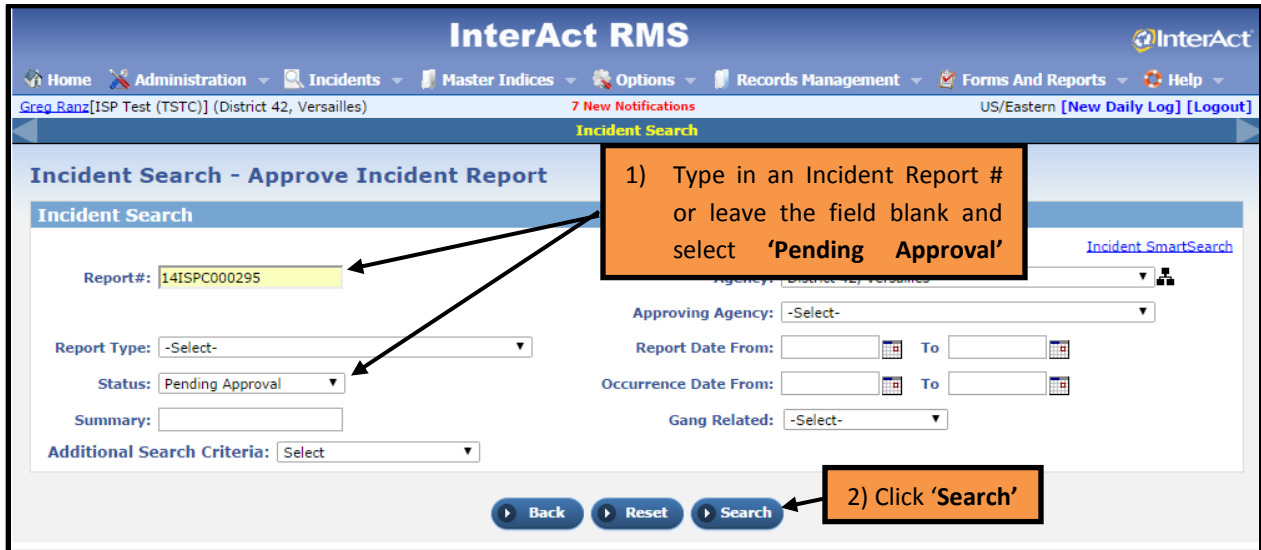 InterAct RMS
InterAct
Home Administration Incidents Master Indices Options Records Management Forms And Reports Help
Greg Ranz[ISP Test (TSTC)] (District 42, Versailles) 7 New Notifications US/Eastern [New Daily Log] [Logout]
Incident Search
Incident Search - Approve Incident Report
Incident Search
1) Type in an Incident Report #
or leave the field blank and
select ‘Pending Approval’
Incident SmartSearch
Report#: 14ISPC000295
Agency: District 42, Versailles
Approving Agency: -Select-
Report Type: -Select- Report Date From: To
Status: Pending Approval Occurrence Date From: To
Summary: Gang Related: -Select-
Additional Search Criteria: Select
Back Reset Search
2) Click ‘Search’